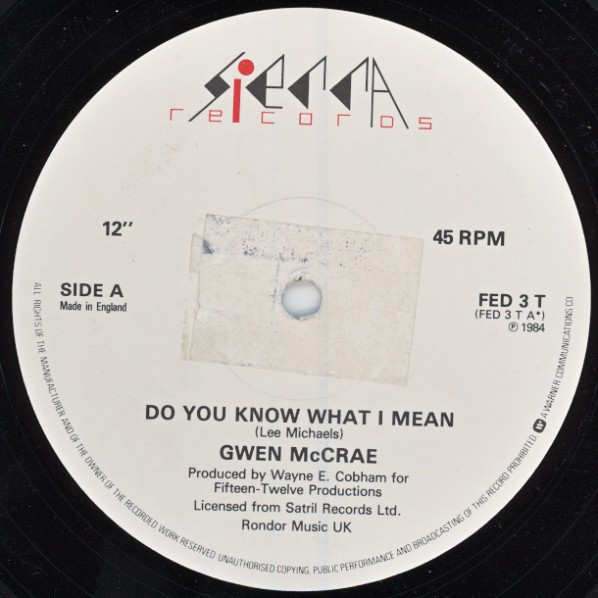 sierra
records
12"
45 RPM
SIDE A
Made in England
FED 3 T
(FED 3 T A*)
℗ 1984
DO YOU KNOW WHAT I MEAN
(Lee Michaels)
GWEN McCRAE
Produced by Wayne E. Cobham for
Fifteen-Twelve Productions
Licensed from Satril Records Ltd.
Rondor Music UK
ALL RIGHTS OF THE MANUFACTURER AND OF THE OWNER OF THE RECORDED WORK RESERVED UNAUTHORISED COPYING, PUBLIC PERFORMANCE AND BROADCASTING OF THIS RECORD PROHIBITED A WARNER COMMUNICATIONS CO